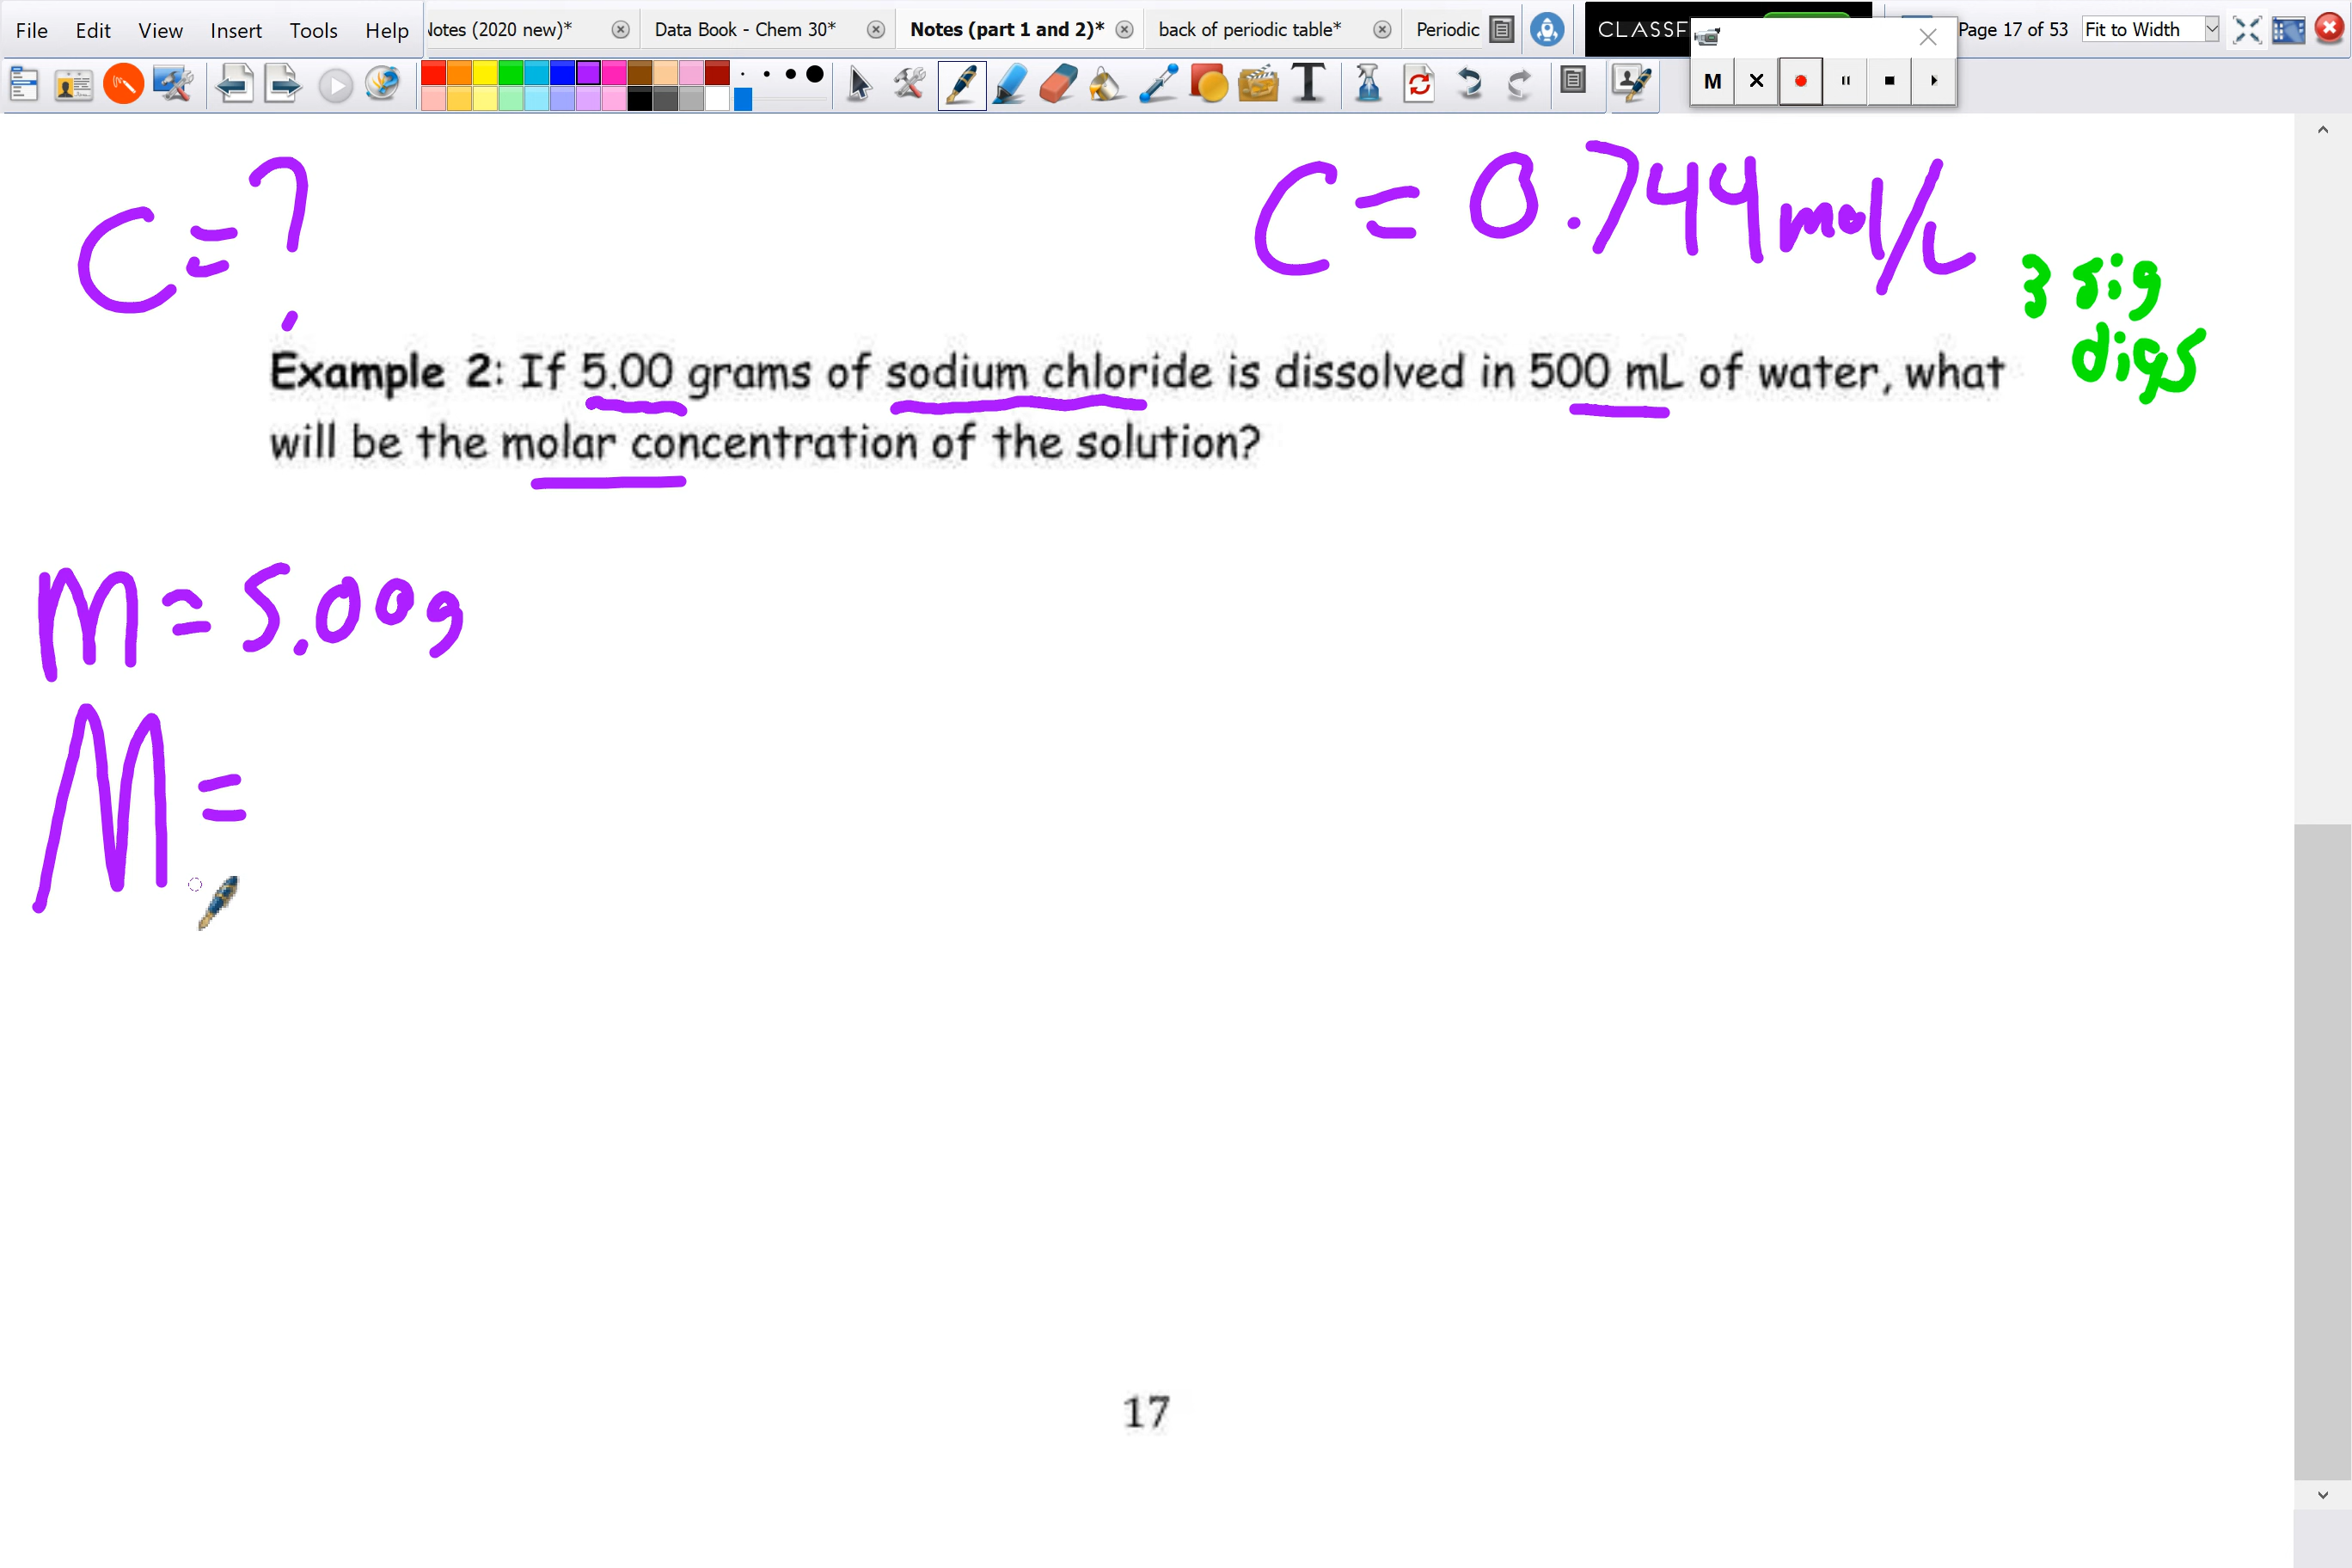 File Edit View Insert Tools Help Notes (2020 new)* Data Book - Chem 30* Notes (part 1 and 2)* back of periodic table* Periodic Page 17 of 53 Fit to Width
M
C = ?
C = 0.744 mol/L
3 sig
digs
Example 2: If 5.00 grams of sodium chloride is dissolved in 500 mL of water, what
will be the molar concentration of the solution?
m = 5.00g
M =
17